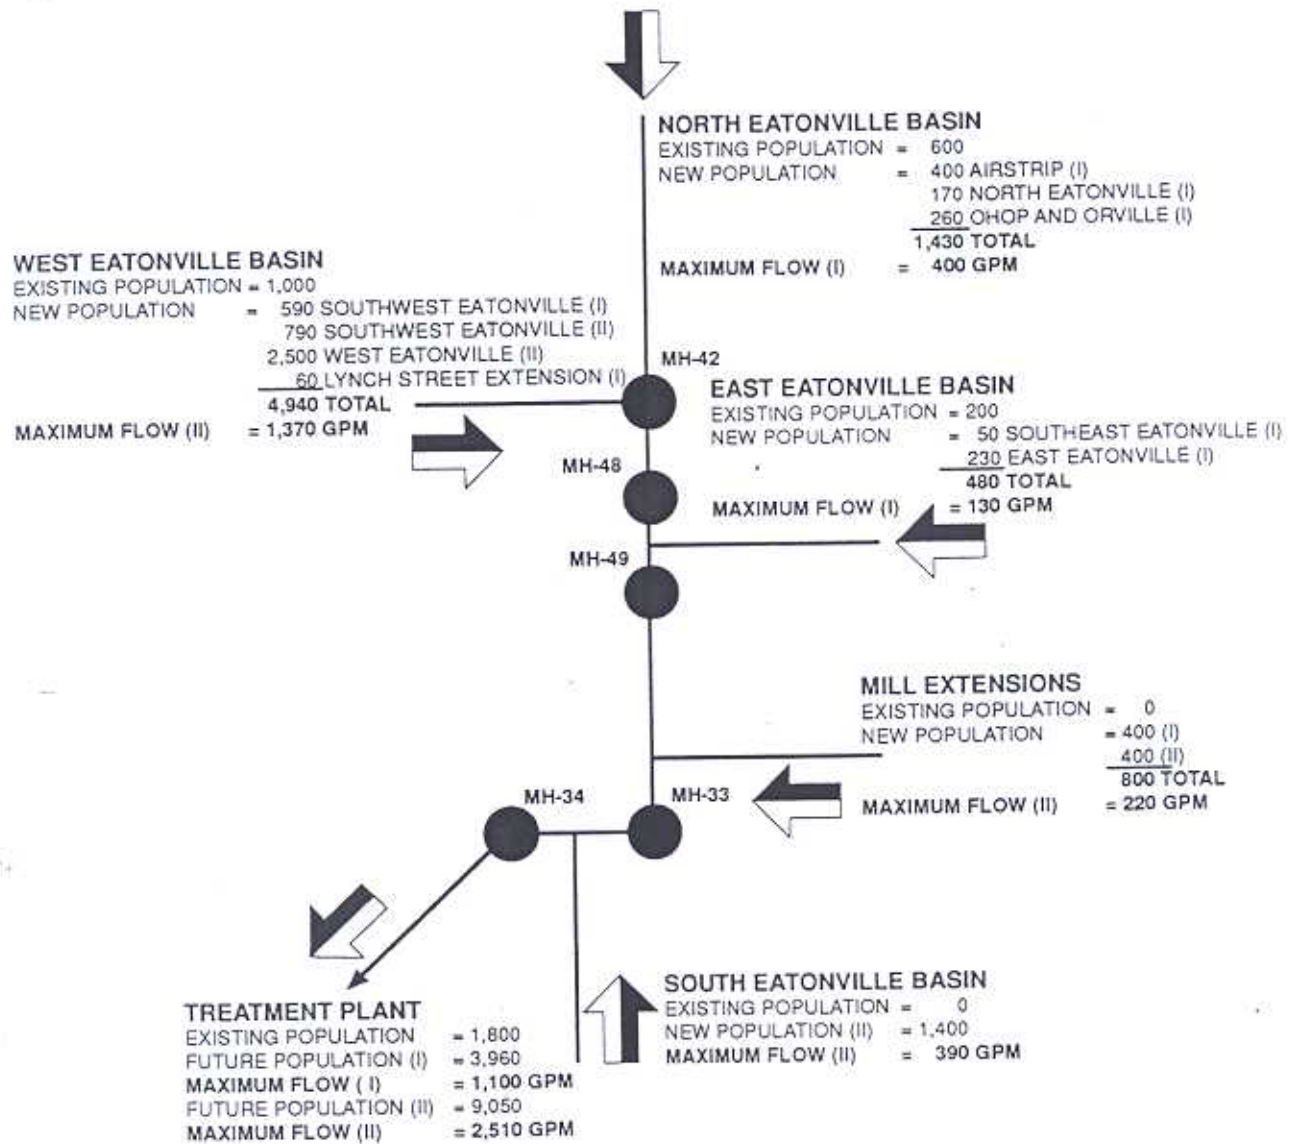 NORTH EATONVILLE BASIN
EXISTING POPULATION = 600
NEW POPULATION = 400 AIRSTRIP (I)
170 NORTH EATONVILLE (I)
260 OHOP AND ORVILLE (I)
1,430 TOTAL
MAXIMUM FLOW (I) = 400 GPM
WEST EATONVILLE BASIN
EXISTING POPULATION = 1,000
NEW POPULATION = 590 SOUTHWEST EATONVILLE (I)
790 SOUTHWEST EATONVILLE (II)
2,500 WEST EATONVILLE (II)
60 LYNCH STREET EXTENSION (I)
4,940 TOTAL
MAXIMUM FLOW (II) = 1,370 GPM
MH-42
EAST EATONVILLE BASIN
EXISTING POPULATION = 200
NEW POPULATION = 50 SOUTHEAST EATONVILLE (I)
230 EAST EATONVILLE (I)
480 TOTAL
MAXIMUM FLOW (I) = 130 GPM
MH-48
MH-49
MILL EXTENSIONS
EXISTING POPULATION = 0
NEW POPULATION = 400 (I)
400 (II)
800 TOTAL
MAXIMUM FLOW (II) = 220 GPM
MH-34
MH-33
SOUTH EATONVILLE BASIN
EXISTING POPULATION = 0
NEW POPULATION (II) = 1,400
MAXIMUM FLOW (II) = 390 GPM
TREATMENT PLANT
EXISTING POPULATION = 1,800
FUTURE POPULATION (I) = 3,960
MAXIMUM FLOW ( I ) = 1,100 GPM
FUTURE POPULATION (II) = 9,050
MAXIMUM FLOW (II) = 2,510 GPM